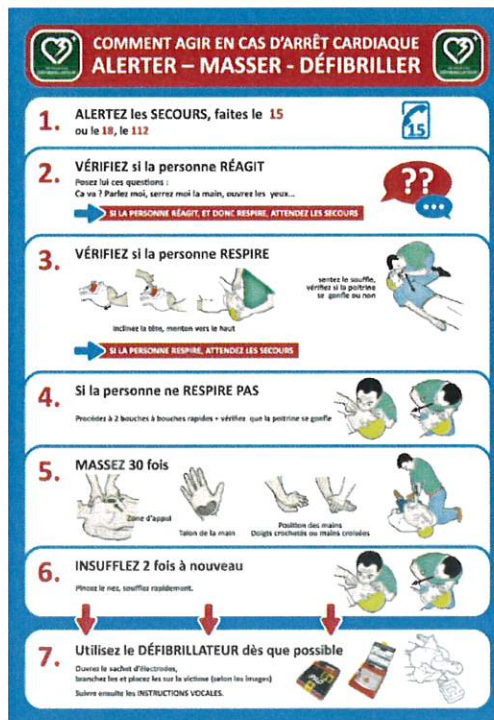 COMMENT AGIR EN CAS D'ARRÊT CARDIAQUE
ALERTER – MASSER - DÉFIBRILLER
DÉFIBRILLATEUR
DÉFIBRILLATEUR
1. ALERTEZ les SECOURS, faites le 15
ou le 18, le 112
15
2. VÉRIFIEZ si la personne RÉAGIT
Posez lui ces questions :
Ca va ? Parlez moi, serrez moi la main, ouvrez les yeux...
??
SI LA PERSONNE RÉAGIT, ET DONC RESPIRE, ATTENDEZ LES SECOURS
3. VÉRIFIEZ si la personne RESPIRE
sentez le souffle,
vérifiez si la poitrine
se gonfle ou non
Inclinez la tête, menton vers le haut
SI LA PERSONNE RESPIRE, ATTENDEZ LES SECOURS
4. Si la personne ne RESPIRE PAS
Procédez à 2 bouches à bouches rapides + vérifiez que la poitrine se gonfle
5. MASSEZ 30 fois
Zone d'appui
Talon de la main
Position des mains
Doigts crochetés ou mains croisées
6. INSUFFLEZ 2 fois à nouveau
Pincez le nez, soufflez rapidement.
7. Utilisez le DÉFIBRILLATEUR dès que possible
Ouvrez le sachet d'électrodes,
branchez les et placez les sur la victime (selon les images)
Suivre ensuite les INSTRUCTIONS VOCALES.